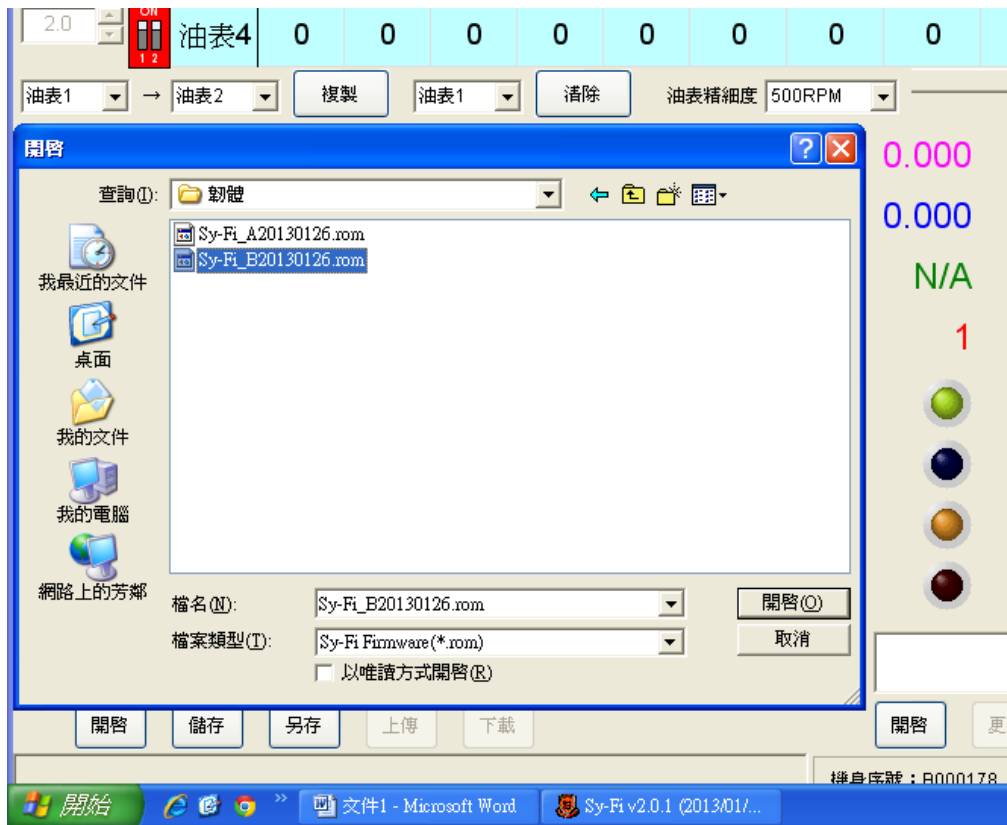 2.0
ON
1 2
油表4 0 0 0 0 0 0 0 0
油表1 → 油表2 複製 油表1 清除 油表精細度 500RPM
開啓
0.000
查詢(I): 韌體
0.000
Sy-Fi_A20130126.rom
Sy-Fi_B20130126.rom
我最近的文件
N/A
桌面
1
我的文件
我的電腦
網路上的芳鄰
檔名(N): Sy-Fi_B20130126.rom 開啓(O)
檔案類型(T): Sy-Fi Firmware(*.rom) 取消
以唯讀方式開啓(R)
開啓 儲存 另存 上傳 下載 開啓 更
機身序號：B000178
開始 文件1 - Microsoft Word Sy-Fi v2.0.1 (2013/01/...